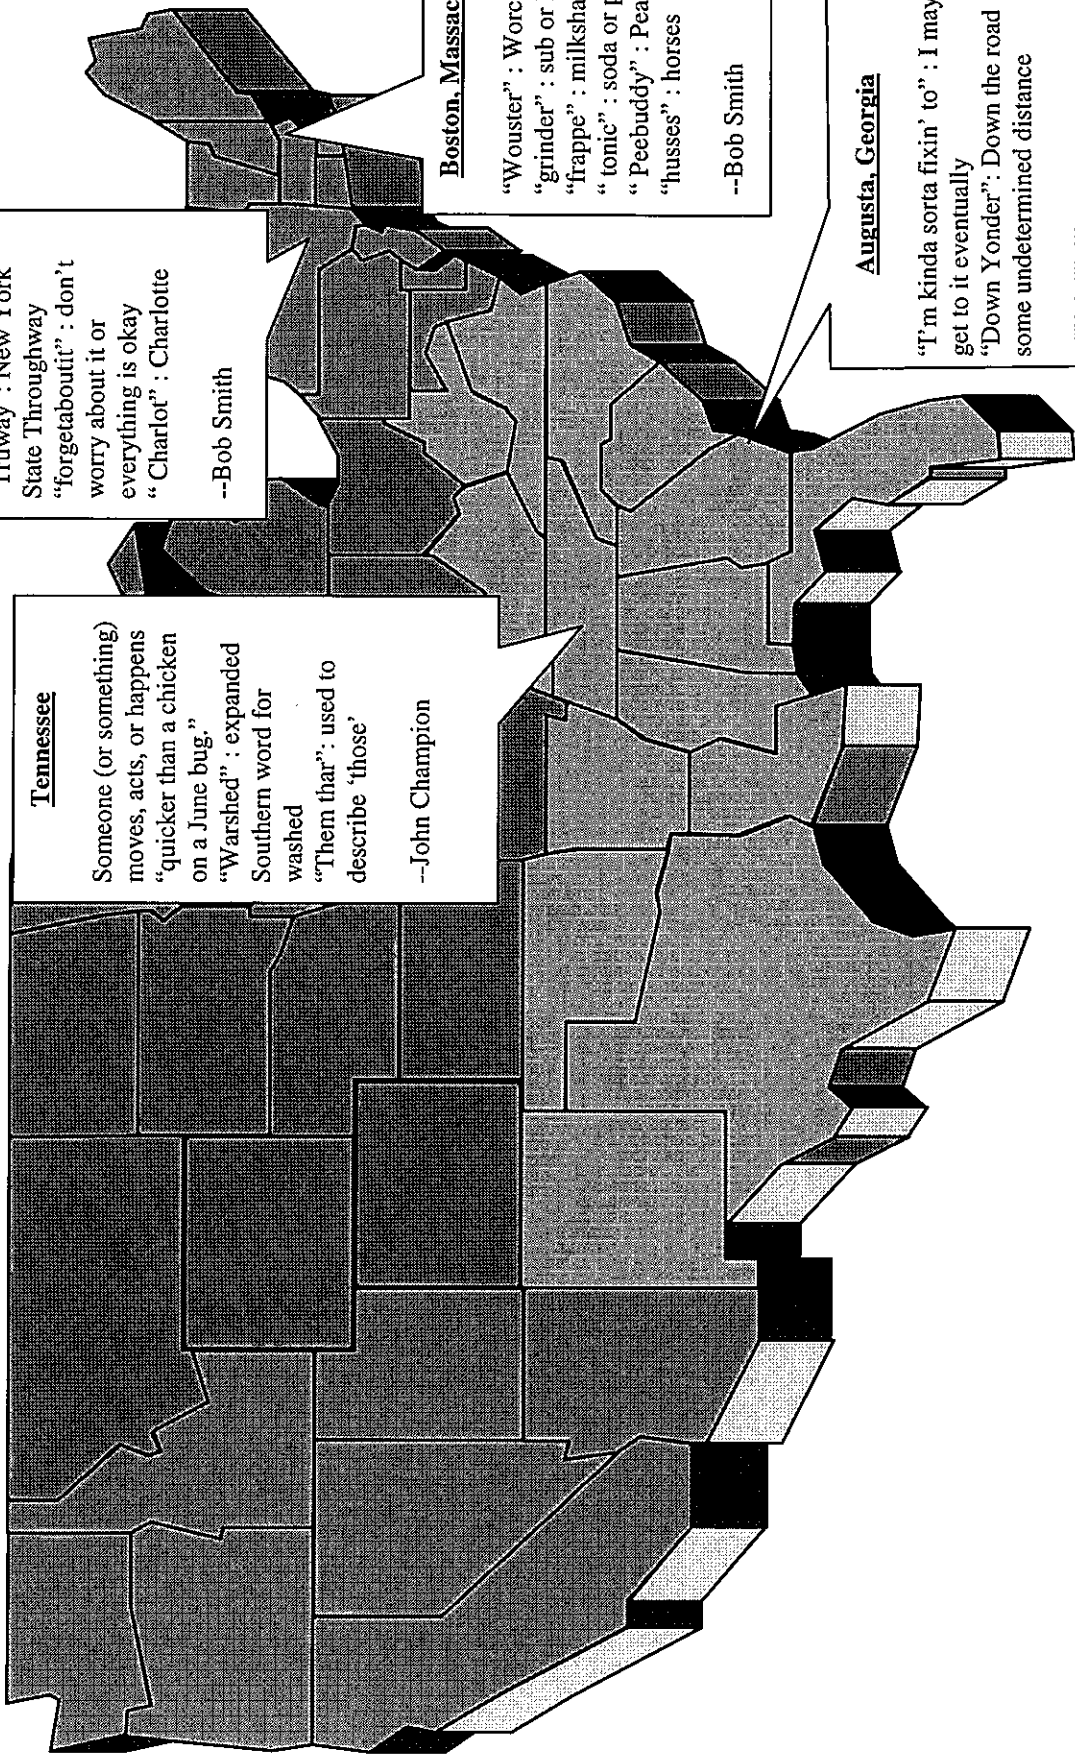 State Throughway
“forgetaboutit” : don’t
worry about it or
everything is okay
“ Charlot” : Charlotte
--Bob Smith
Tennessee
Someone (or something)
moves, acts, or happens
“quicker than a chicken
on a June bug.”
“Warshed” : expanded
Southern word for
washed
“Them thar”: used to
describe ‘those’
--John Champion
Boston, Massac
“Wouster” : Worc
“grinder” : sub or
“frappe” : milksha
“ tonic” : soda or p
“ Peebuddy” : Pea
“husses” : horses
--Bob Smith
Augusta, Georgia
“I’m kinda sorta fixin’ to” : I may
get to it eventually
“Down Yonder”: Down the road
some undetermined distance